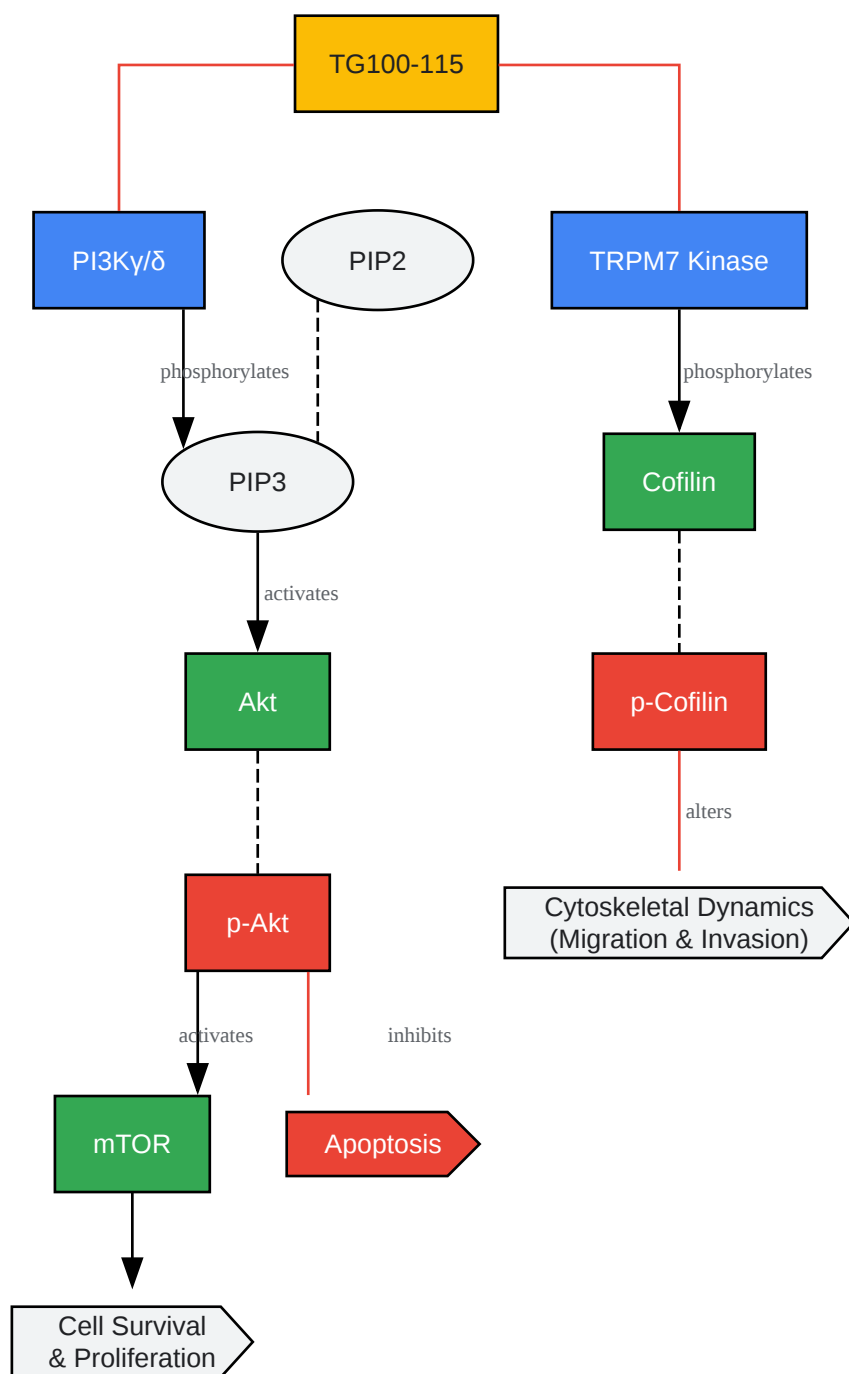 TG100-115
PI3Kγ/δ
PIP2
TRPM7 Kinase
phosphorylates
phosphorylates
PIP3
Cofilin
activates
Akt
p-Cofilin
alters
p-Akt
Cytoskeletal Dynamics
(Migration & Invasion)
activates
inhibits
mTOR
Apoptosis
Cell Survival
& Proliferation